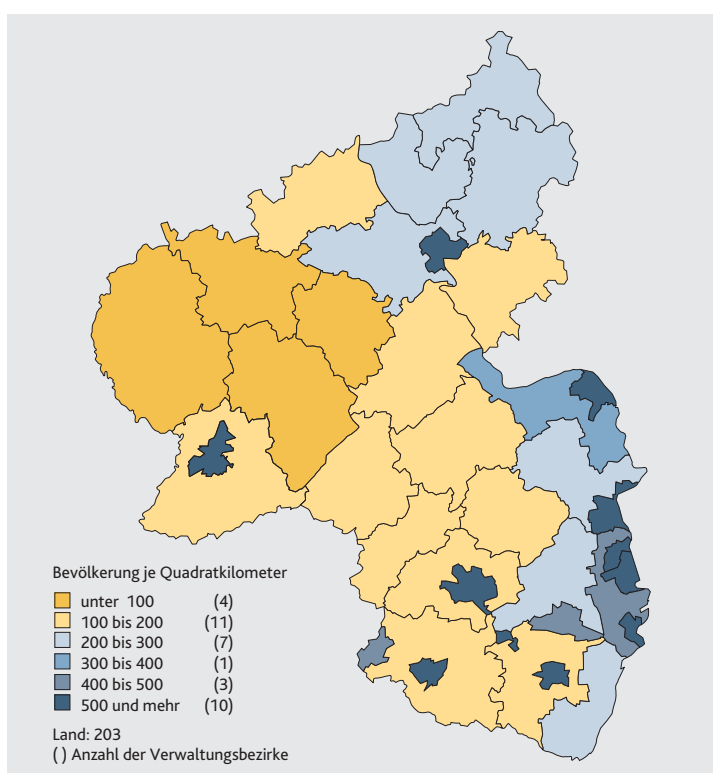 Bevölkerung je Quadratkilometer
unter 100 (4)
100 bis 200 (11)
200 bis 300 (7)
300 bis 400 (1)
400 bis 500 (3)
500 und mehr (10)
Land: 203
( ) Anzahl der Verwaltungsbezirke